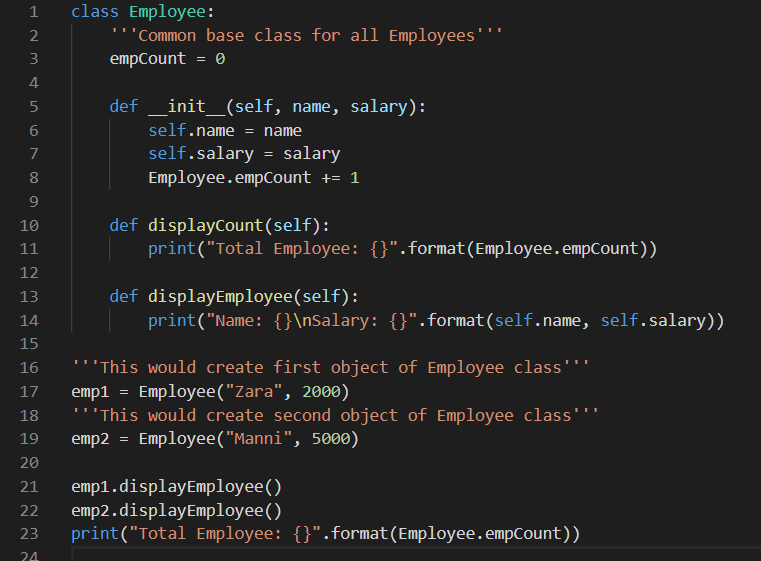 1 class Employee:
2     '''Common base class for all Employees'''
3     empCount = 0
4
5     def __init__(self, name, salary):
6         self.name = name
7         self.salary = salary
8         Employee.empCount += 1
9
10     def displayCount(self):
11         print("Total Employee: {}".format(Employee.empCount))
12
13     def displayEmployee(self):
14         print("Name: {}\nSalary: {}".format(self.name, self.salary))
15
16 '''This would create first object of Employee class'''
17 emp1 = Employee("Zara", 2000)
18 '''This would create second object of Employee class'''
19 emp2 = Employee("Manni", 5000)
20
21 emp1.displayEmployee()
22 emp2.displayEmployee()
23 print("Total Employee: {}".format(Employee.empCount))
24